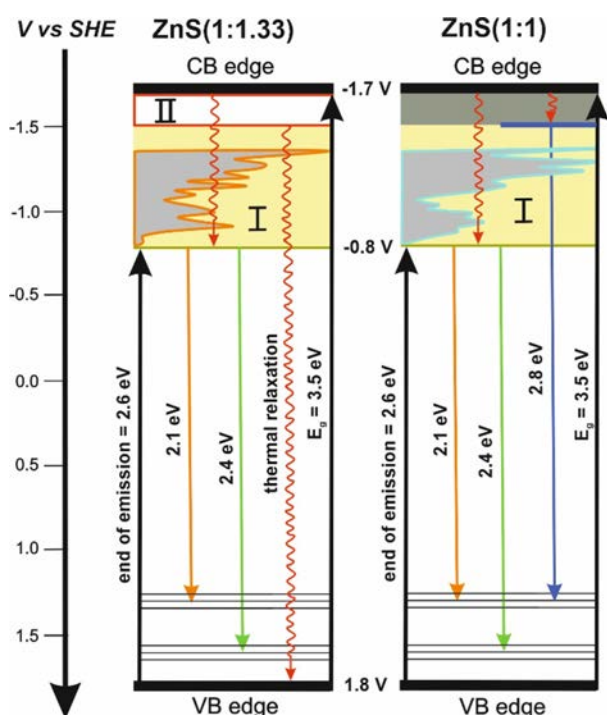 V vs SHE
ZnS(1:1.33)
ZnS(1:1)
CB edge
-1.7 V
CB edge
II
I
I
-1.5
-1.0
-0.8 V
-0.5
0.0
0.5
1.0
1.5
end of emission = 2.6 eV
2.1 eV
2.4 eV
thermal relaxation
Eg = 3.5 eV
end of emission = 2.6 eV
2.1 eV
2.4 eV
2.8 eV
Eg = 3.5 eV
1.8 V
VB edge
VB edge